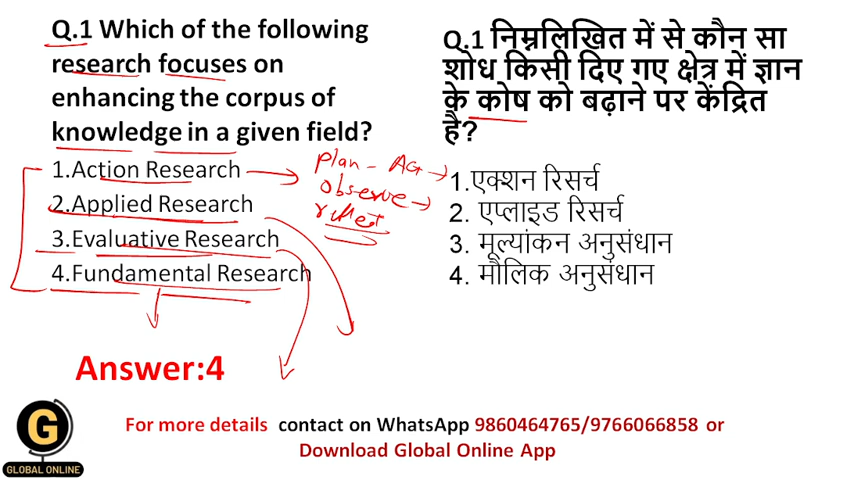 Q.1 Which of the following
research focuses on
enhancing the corpus of
knowledge in a given field?
1.Action Research
2.Applied Research
3.Evaluative Research
4.Fundamental Research
plan - AG →
observe →
reflect
Answer:4
Q.1 निम्नलिखित में से कौन सा
शोध किसी दिए गए क्षेत्र में ज्ञान
के कोष को बढ़ाने पर केंद्रित
है?
1.एक्शन रिसर्च
2. एप्लाइड रिसर्च
3. मूल्यांकन अनुसंधान
4. मौलिक अनुसंधान
G
GLOBAL ONLINE
For more details contact on WhatsApp 9860464765/9766066858 or
Download Global Online App